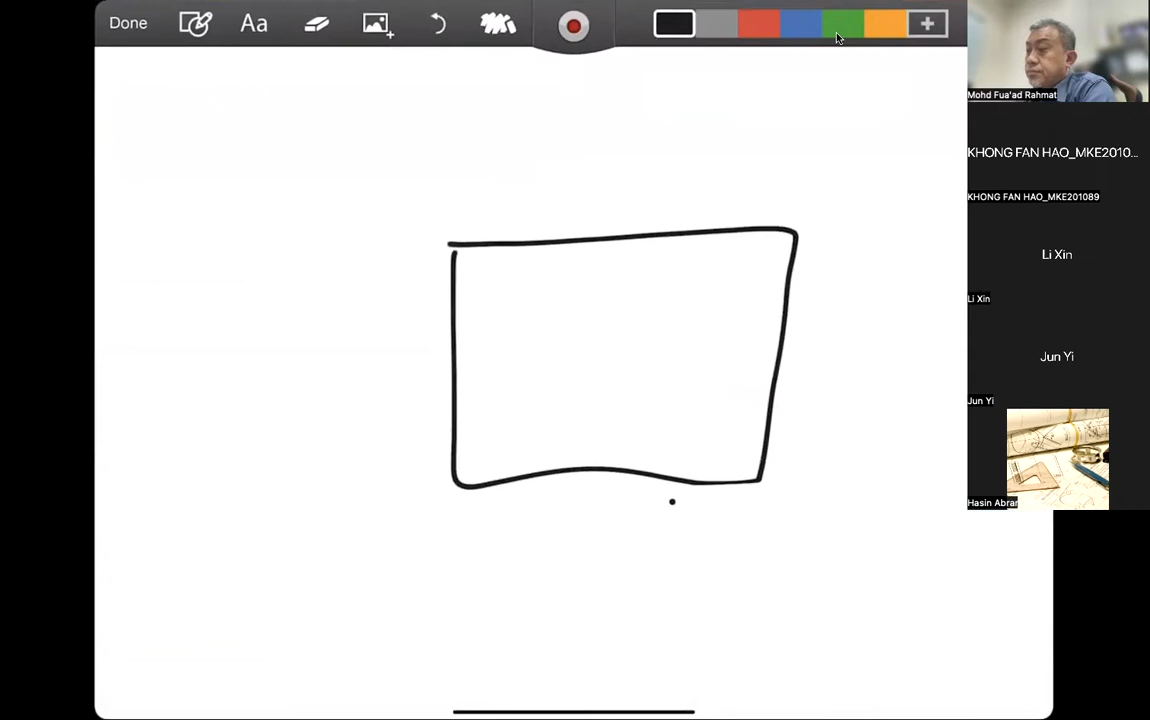 Done
Aa
Mohd Fua'ad Rahmat
KHONG FAN HAO_MKE2010...
KHONG FAN HAO_MKE201089
Li Xin
Li Xin
Jun Yi
Jun Yi
Hasin Abrar